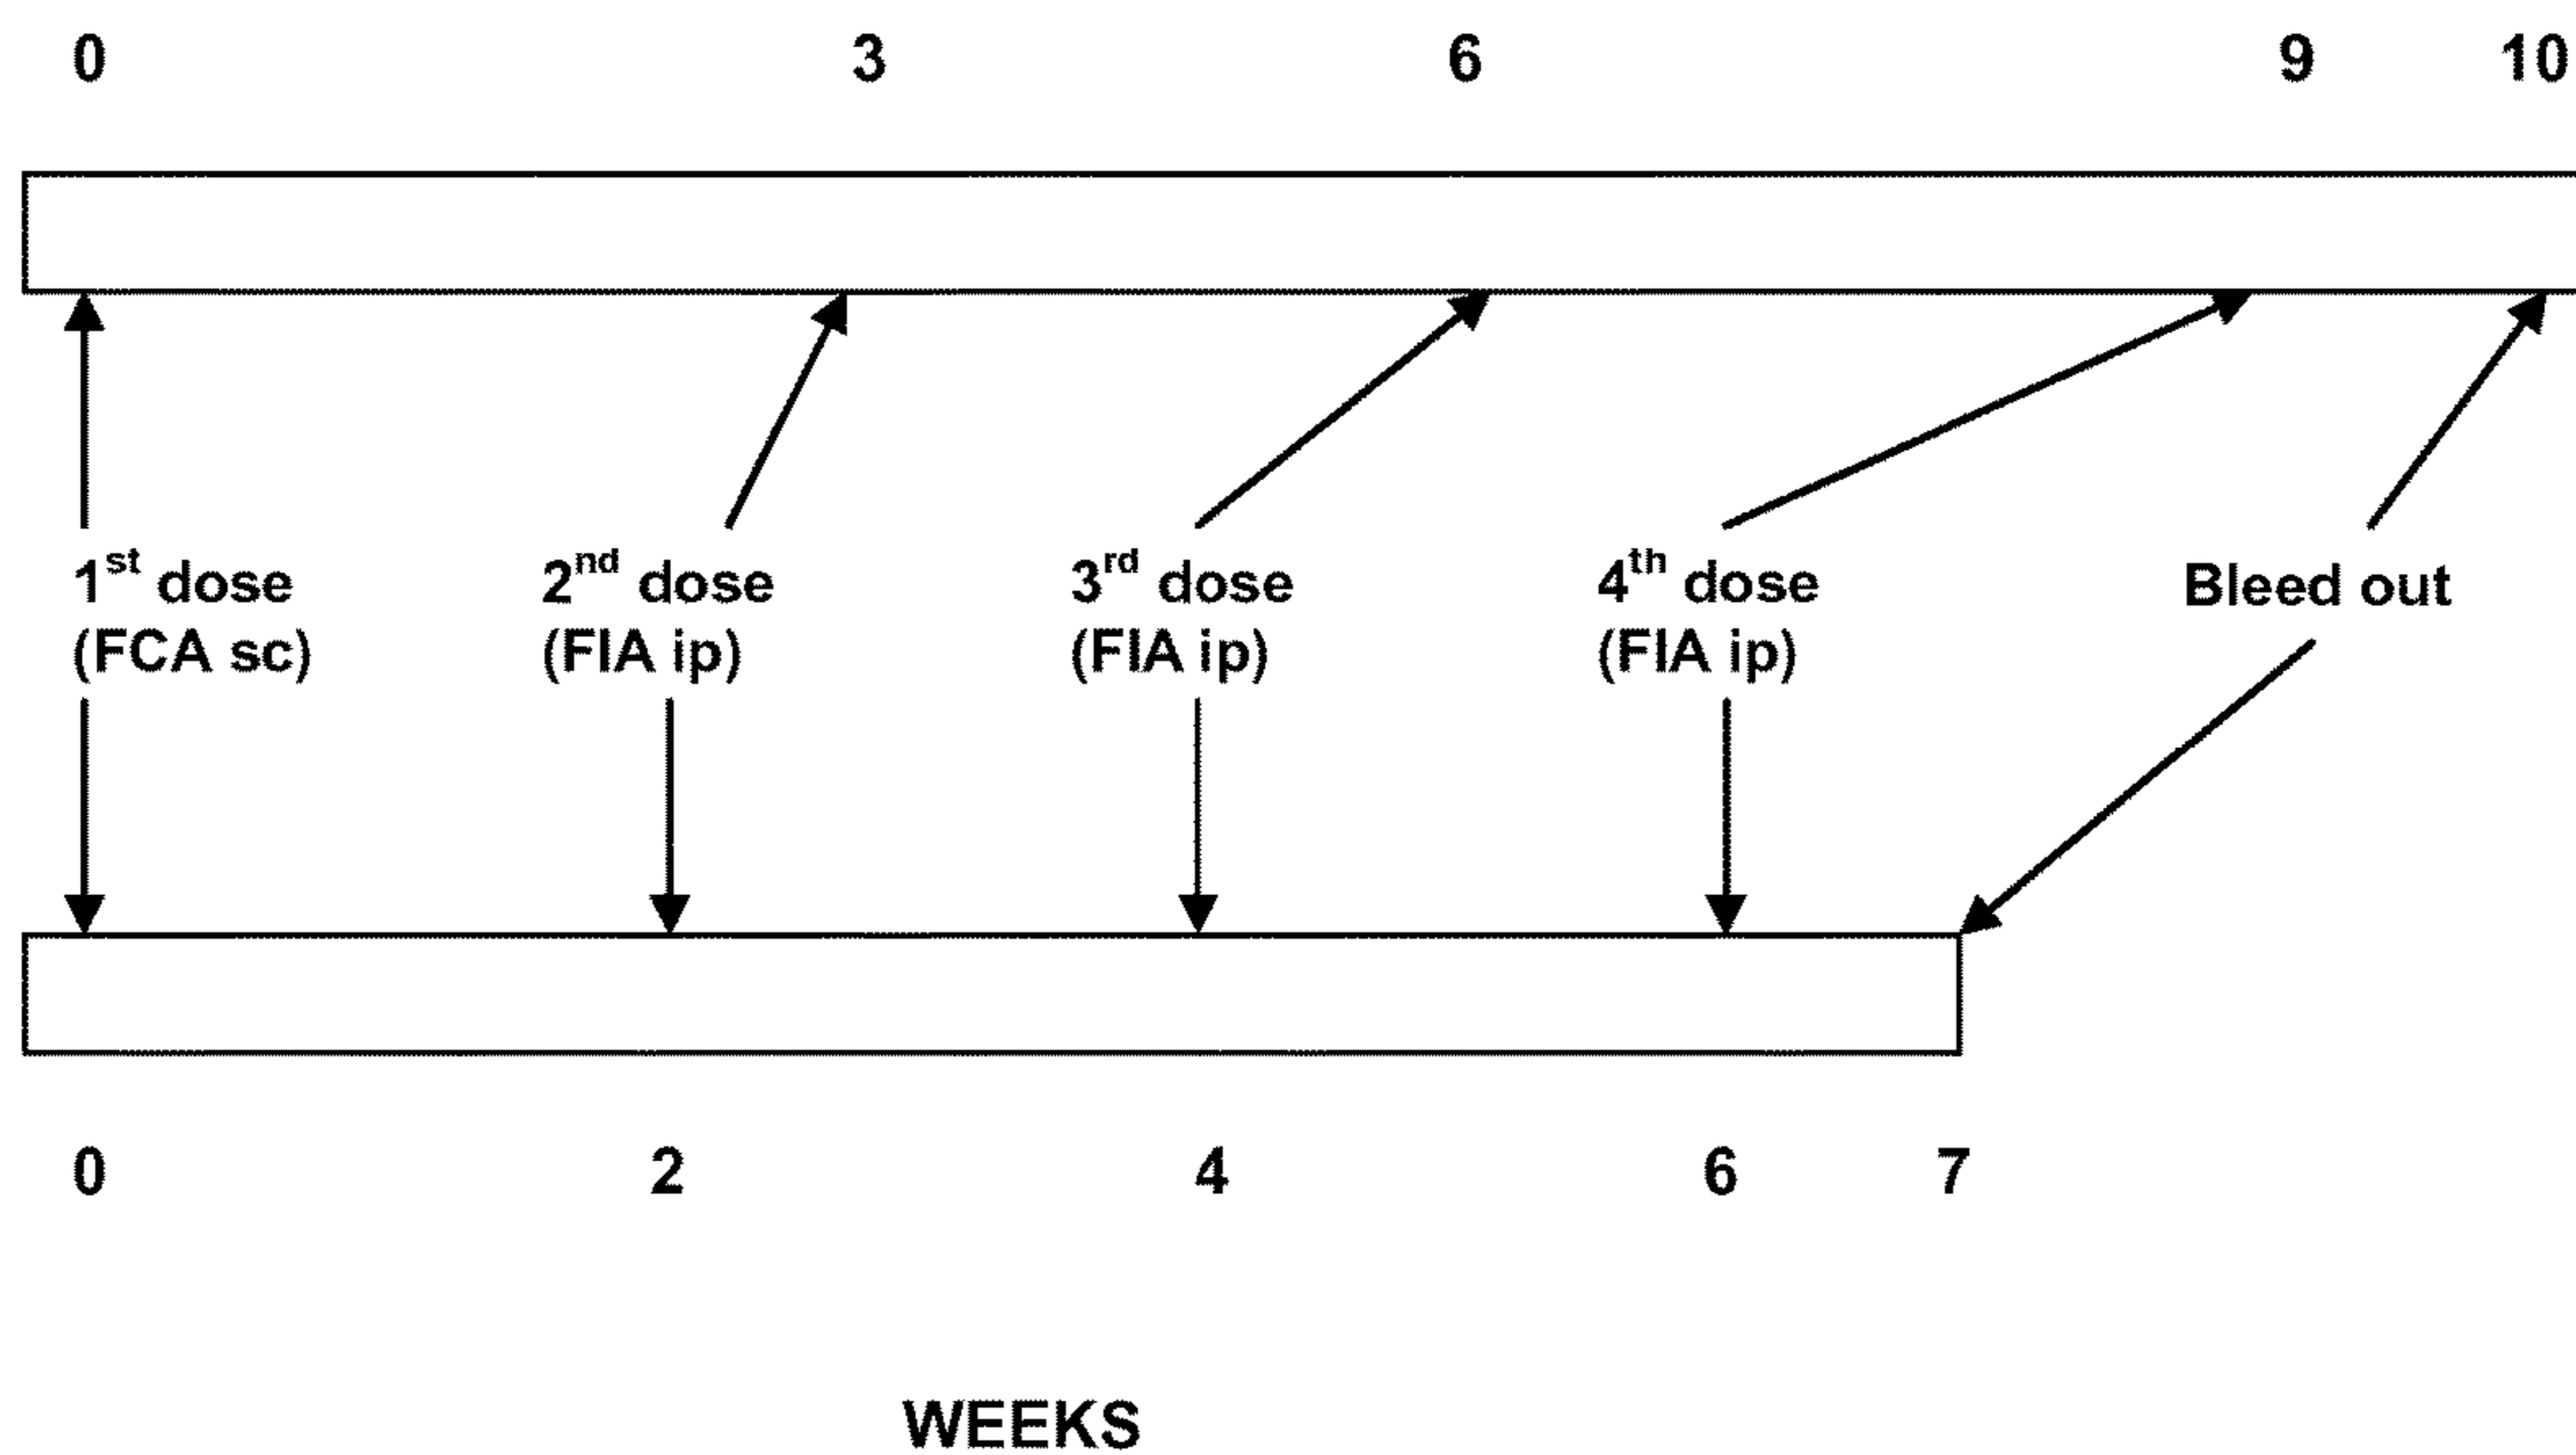 0 3 6 9 10
1st dose 2nd dose 3rd dose 4th dose Bleed out
(FCA sc) (FIA ip) (FIA ip) (FIA ip)
0 2 4 6 7
WEEKS